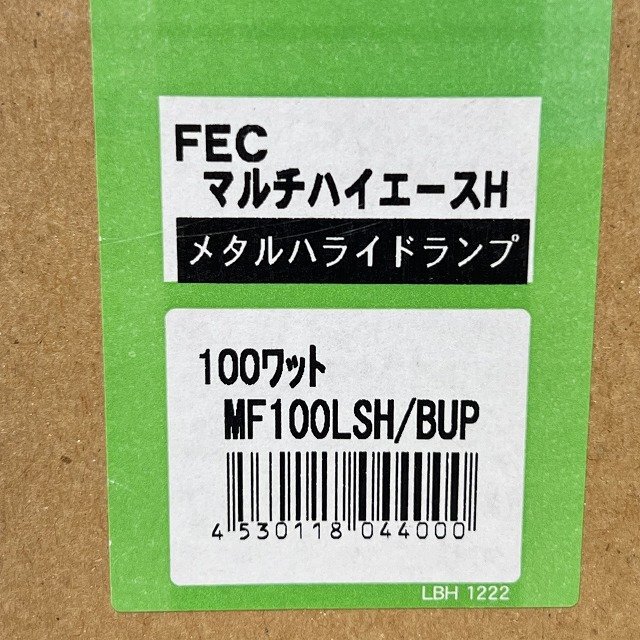 FEC
マルチハイエースH
メタルハライドランプ
100ワット
MF100LSH/BUP
4 530118 044000
LBH 1222